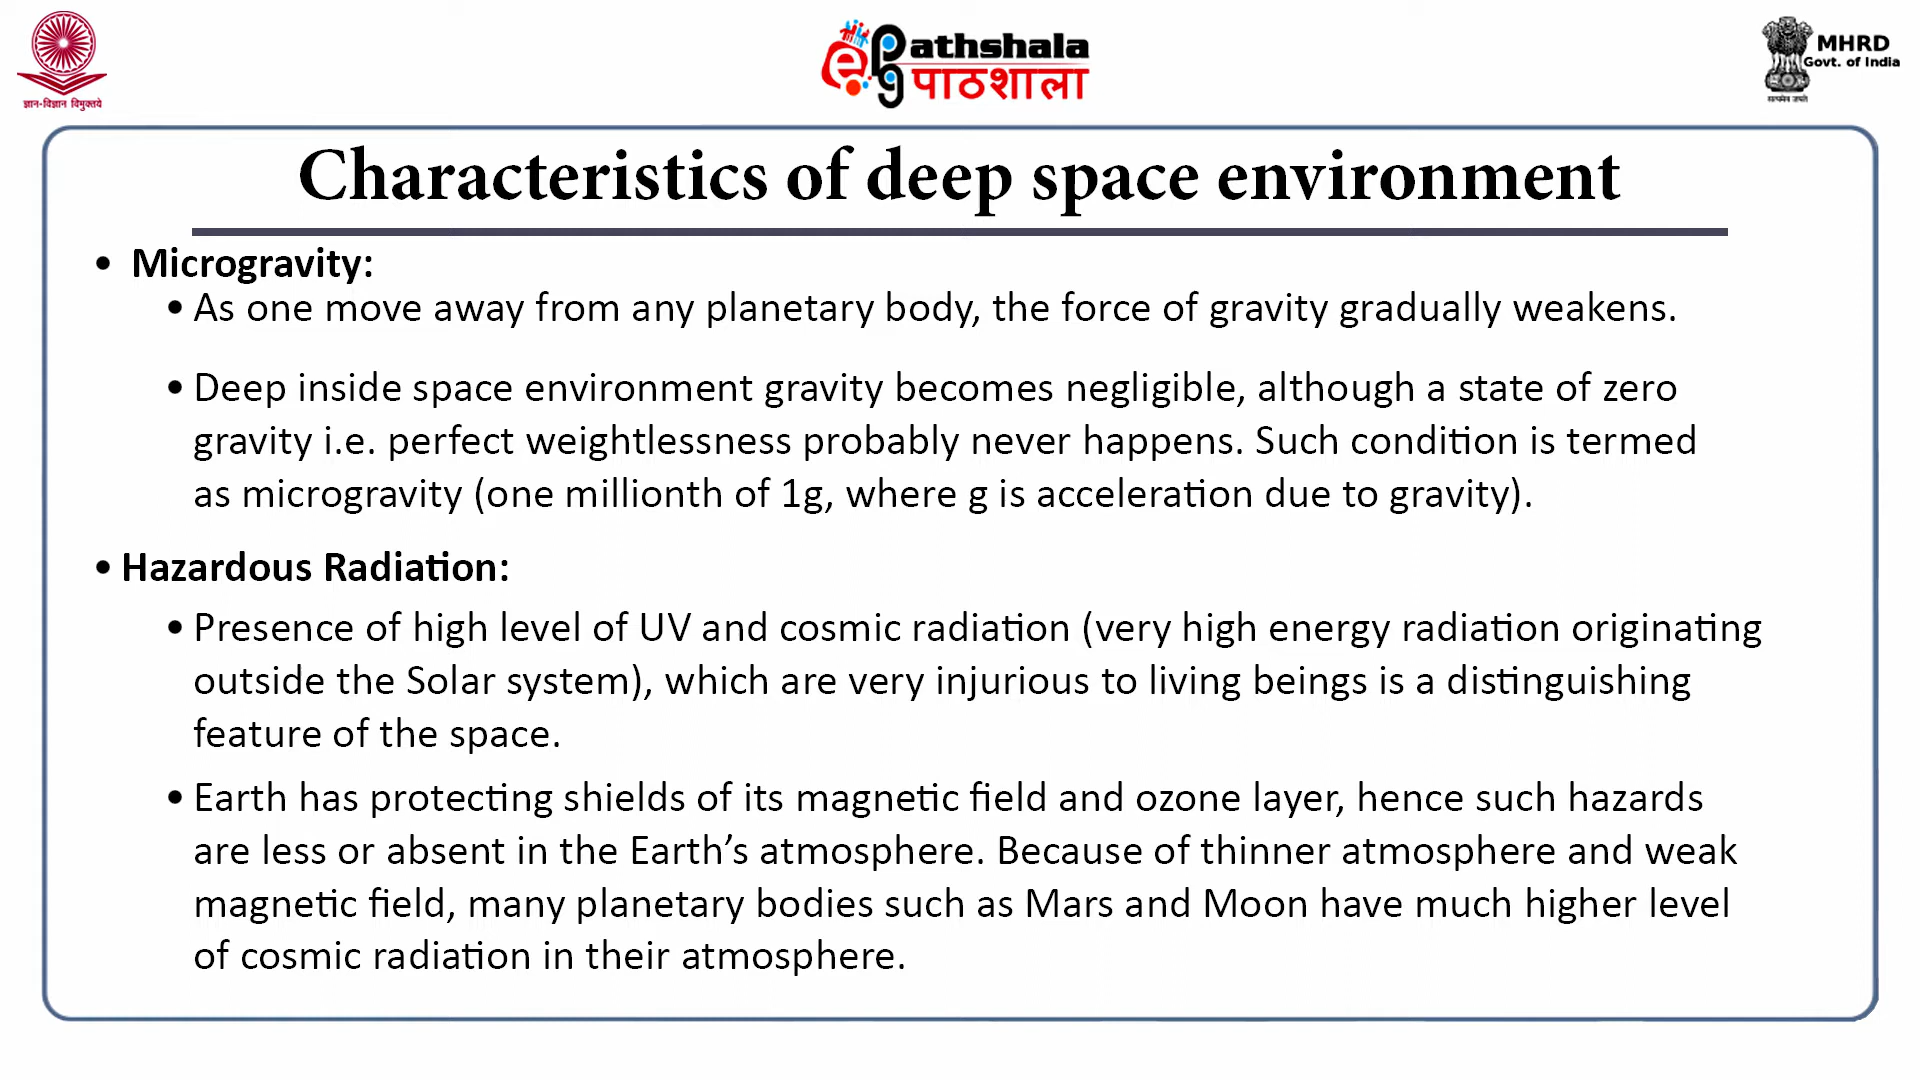 ज्ञान-विज्ञान विमुक्तये
ePG athshala
पाठशाला
MHRD
Govt. of India
सत्यमेव जयते
Characteristics of deep space environment
• Microgravity:
• As one move away from any planetary body, the force of gravity gradually weakens.
• Deep inside space environment gravity becomes negligible, although a state of zero
gravity i.e. perfect weightlessness probably never happens. Such condition is termed
as microgravity (one millionth of 1g, where g is acceleration due to gravity).
• Hazardous Radiation:
• Presence of high level of UV and cosmic radiation (very high energy radiation originating
outside the Solar system), which are very injurious to living beings is a distinguishing
feature of the space.
• Earth has protecting shields of its magnetic field and ozone layer, hence such hazards
are less or absent in the Earth’s atmosphere. Because of thinner atmosphere and weak
magnetic field, many planetary bodies such as Mars and Moon have much higher level
of cosmic radiation in their atmosphere.